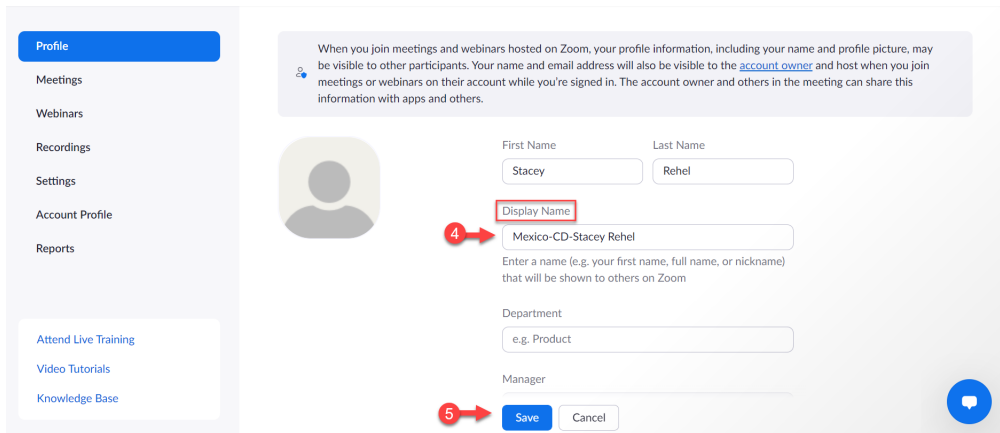 Profile
Meetings
Webinars
Recordings
Settings
Account Profile
Reports
Attend Live Training
Video Tutorials
Knowledge Base
When you join meetings and webinars hosted on Zoom, your profile information, including your name and profile picture, may
be visible to other participants. Your name and email address will also be visible to the account owner and host when you join
meetings or webinars on their account while you're signed in. The account owner and others in the meeting can share this
information with apps and others.
First Name Last Name
Stacey Rehel
Display Name
4 Mexico-CD-Stacey Rehel
Enter a name (e.g. your first name, full name, or nickname)
that will be shown to others on Zoom
Department
e.g. Product
Manager
5 Save Cancel